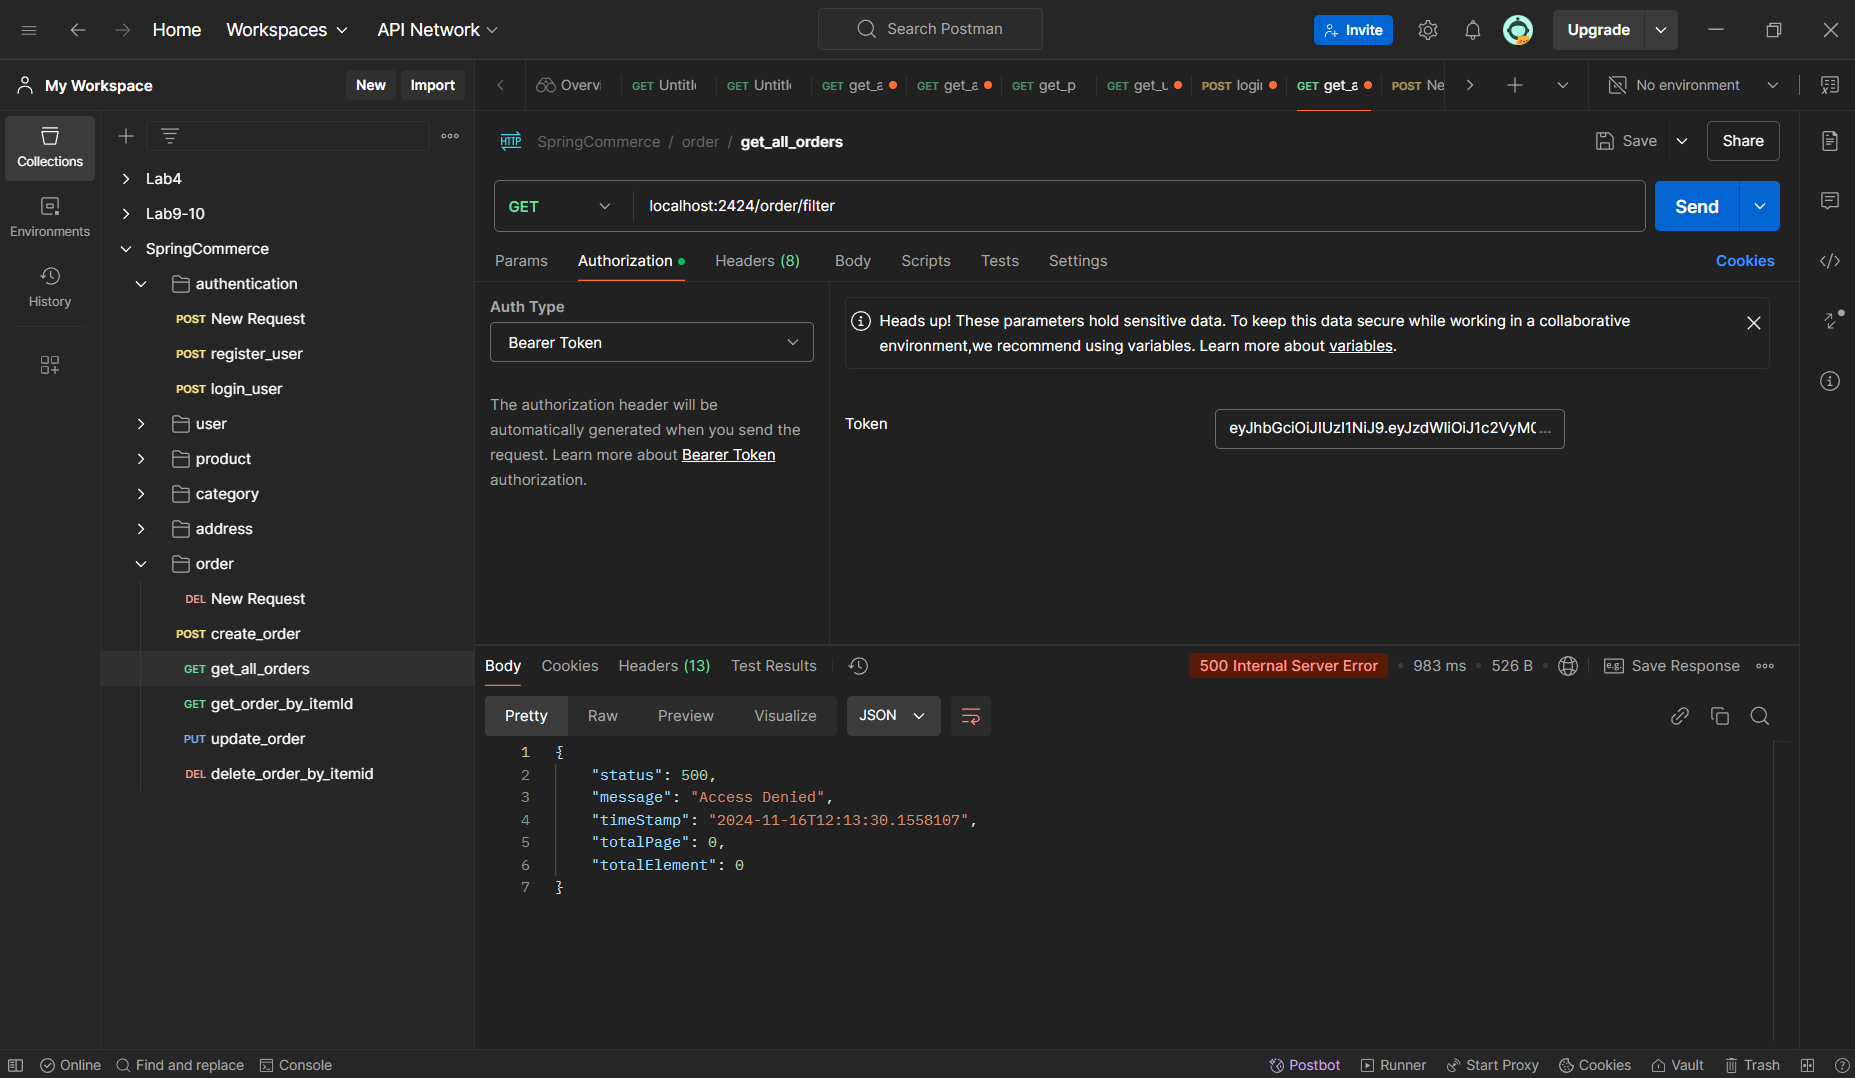 Home
Workspaces
API Network
Search Postman
Invite
Upgrade
My Workspace
New
Import
Overvi
GET Untitle
GET Untitle
GET get_a
GET get_a
GET get_p
GET get_u
POST logi
GET get_a
POST Ne
No environment
Collections
Environments
History
Lab4
Lab9-10
SpringCommerce
authentication
POST New Request
POST register_user
POST login_user
user
product
category
address
order
DEL New Request
POST create_order
GET get_all_orders
GET get_order_by_itemId
PUT update_order
DEL delete_order_by_itemid
HTTP SpringCommerce / order / get_all_orders
Save
Share
GET
localhost:2424/order/filter
Send
Params
Authorization
Headers (8)
Body
Scripts
Tests
Settings
Cookies
Auth Type
Bearer Token
The authorization header will be
automatically generated when you send the
request. Learn more about Bearer Token
authorization.
Heads up! These parameters hold sensitive data. To keep this data secure while working in a collaborative
environment,we recommend using variables. Learn more about variables.
Token
eyJhbGciOiJIUzI1NiJ9.eyJzdWIiOiJ1c2VyM( ...
Body
Cookies
Headers (13)
Test Results
500 Internal Server Error
983 ms
526 B
e.g. Save Response
Pretty
Raw
Preview
Visualize
JSON
1 {
2 "status": 500,
3 "message": "Access Denied",
4 "timeStamp": "2024-11-16T12:13:30.1558107",
5 "totalPage": 0,
6 "totalElement": 0
7 }
Online
Find and replace
Console
Postbot
Runner
Start Proxy
Cookies
Vault
Trash